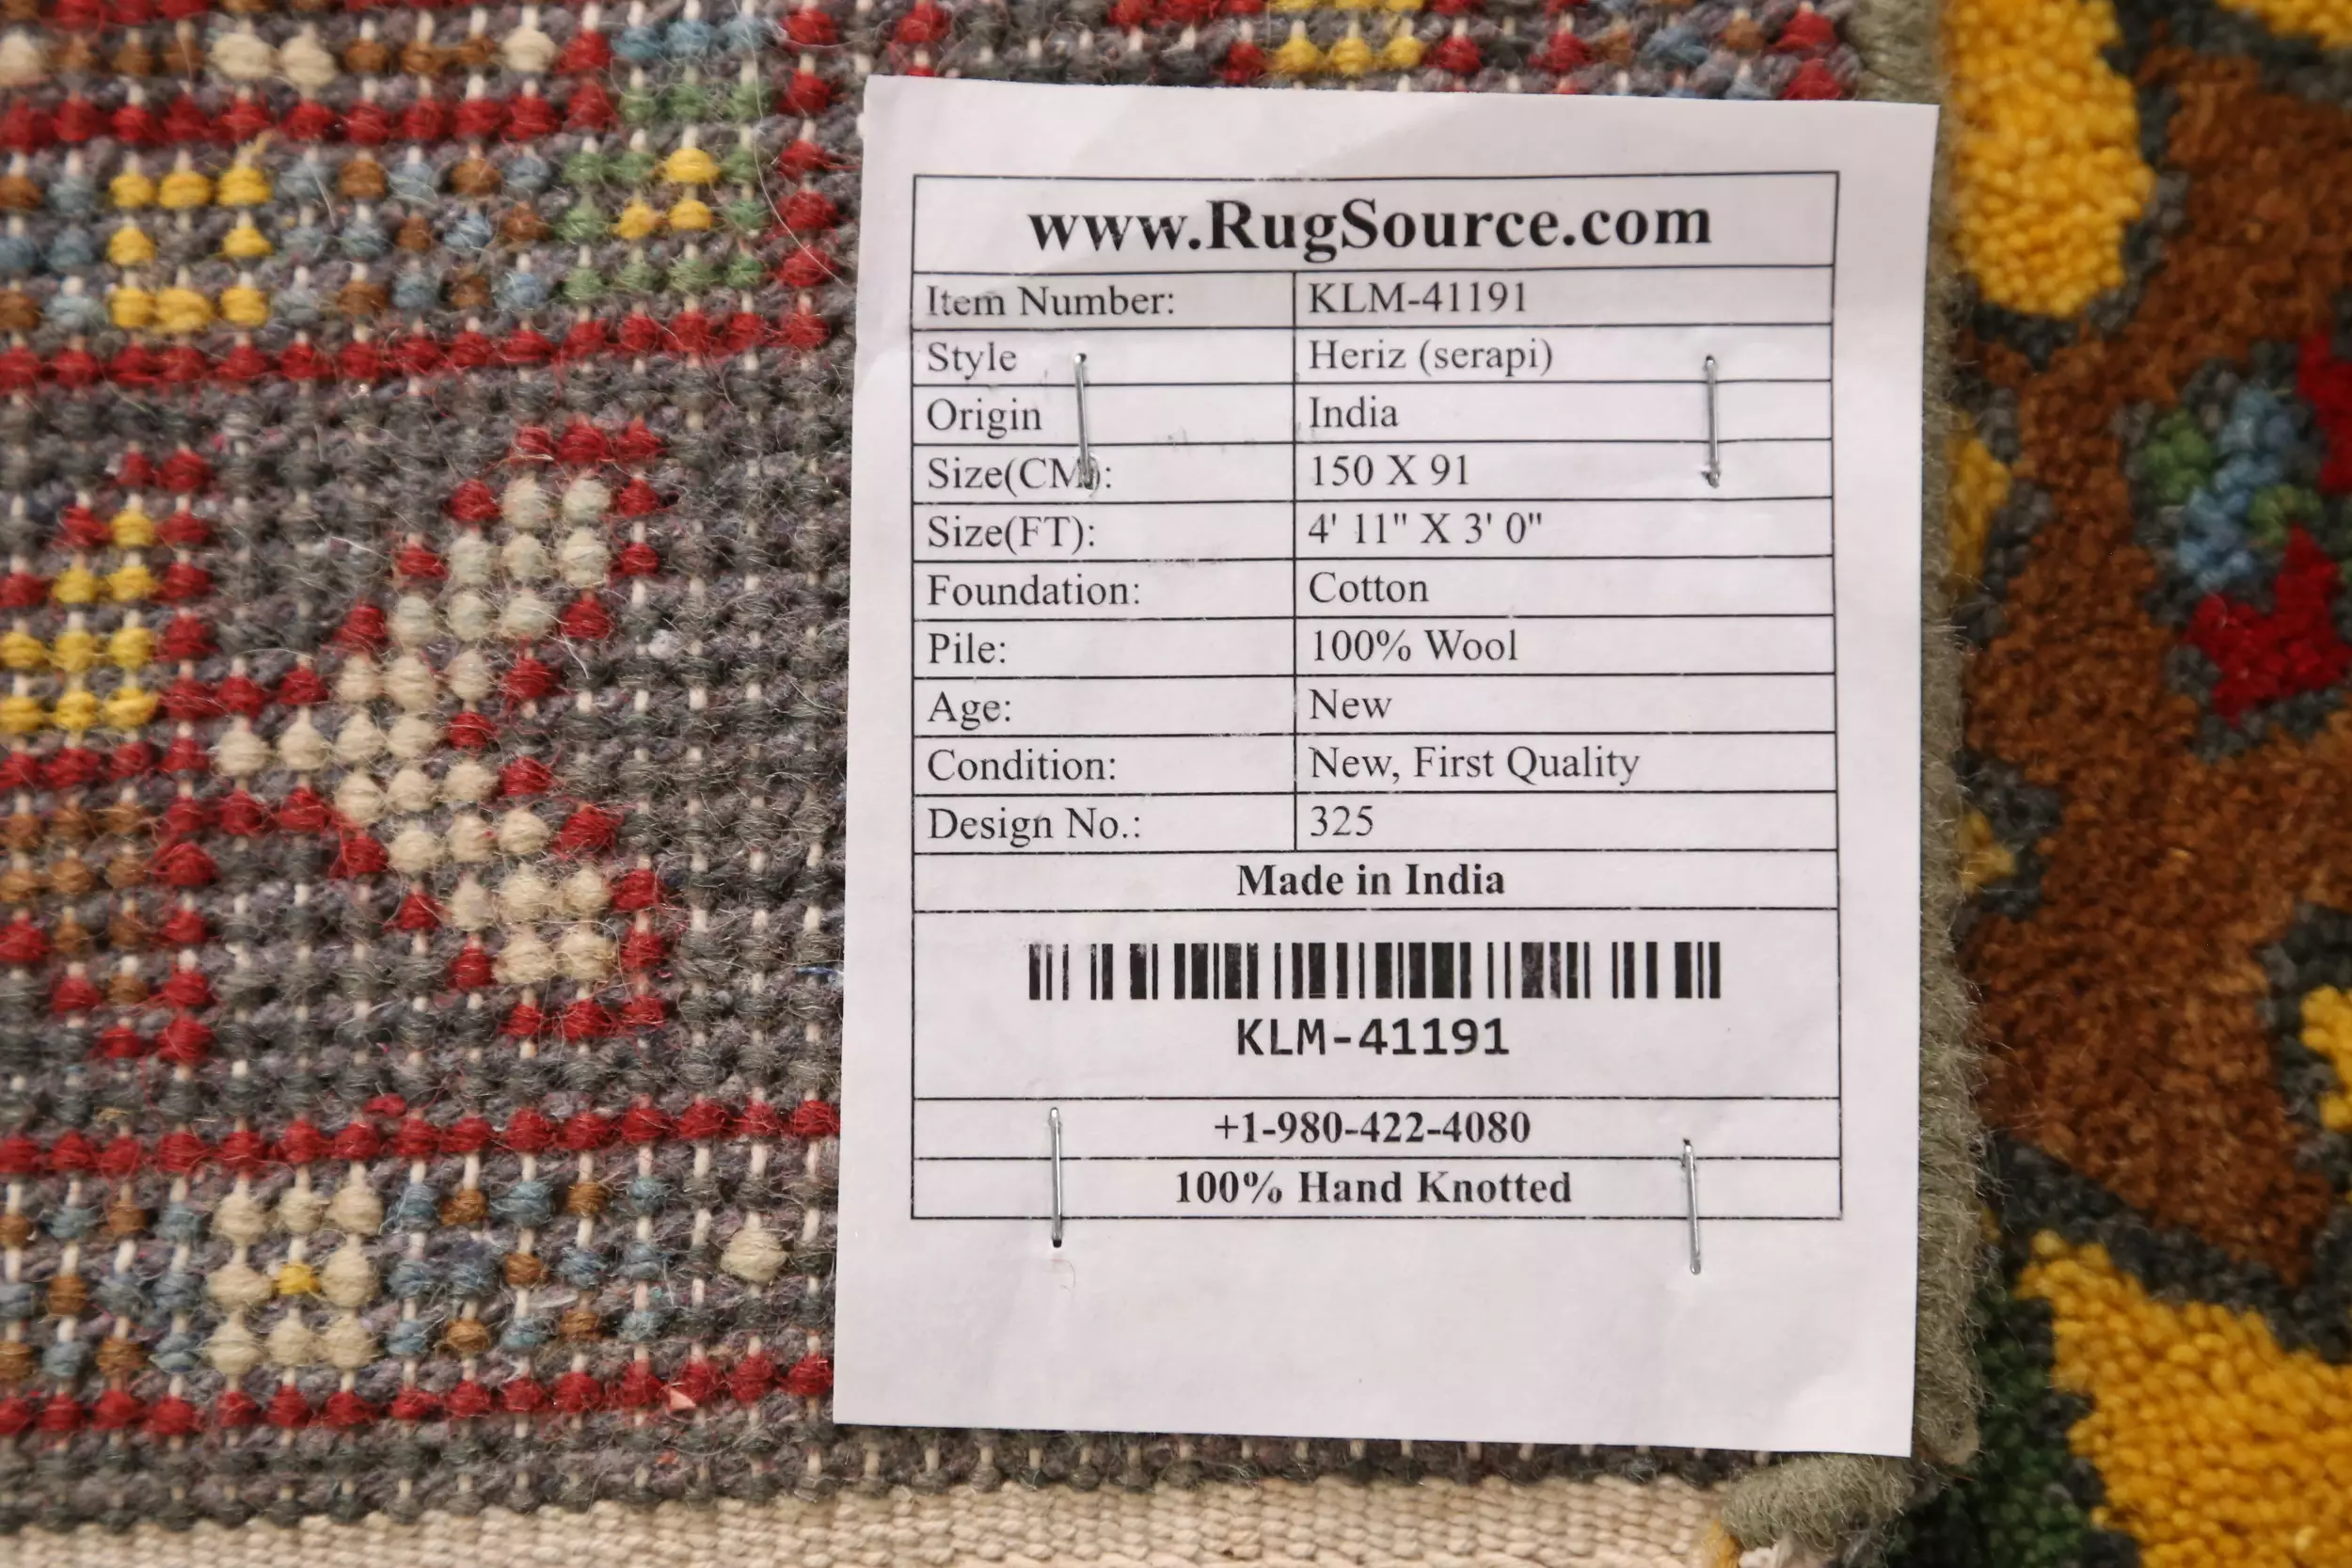 www.RugSource.com
Item Number: KLM-41191
Style Heriz (serapi)
Origin India
Size(CM): 150 X 91
Size(FT): 4' 11" X 3' 0"
Foundation: Cotton
Pile: 100% Wool
Age: New
Condition: New, First Quality
Design No.: 325
Made in India
KLM-41191
+1-980-422-4080
100% Hand Knotted